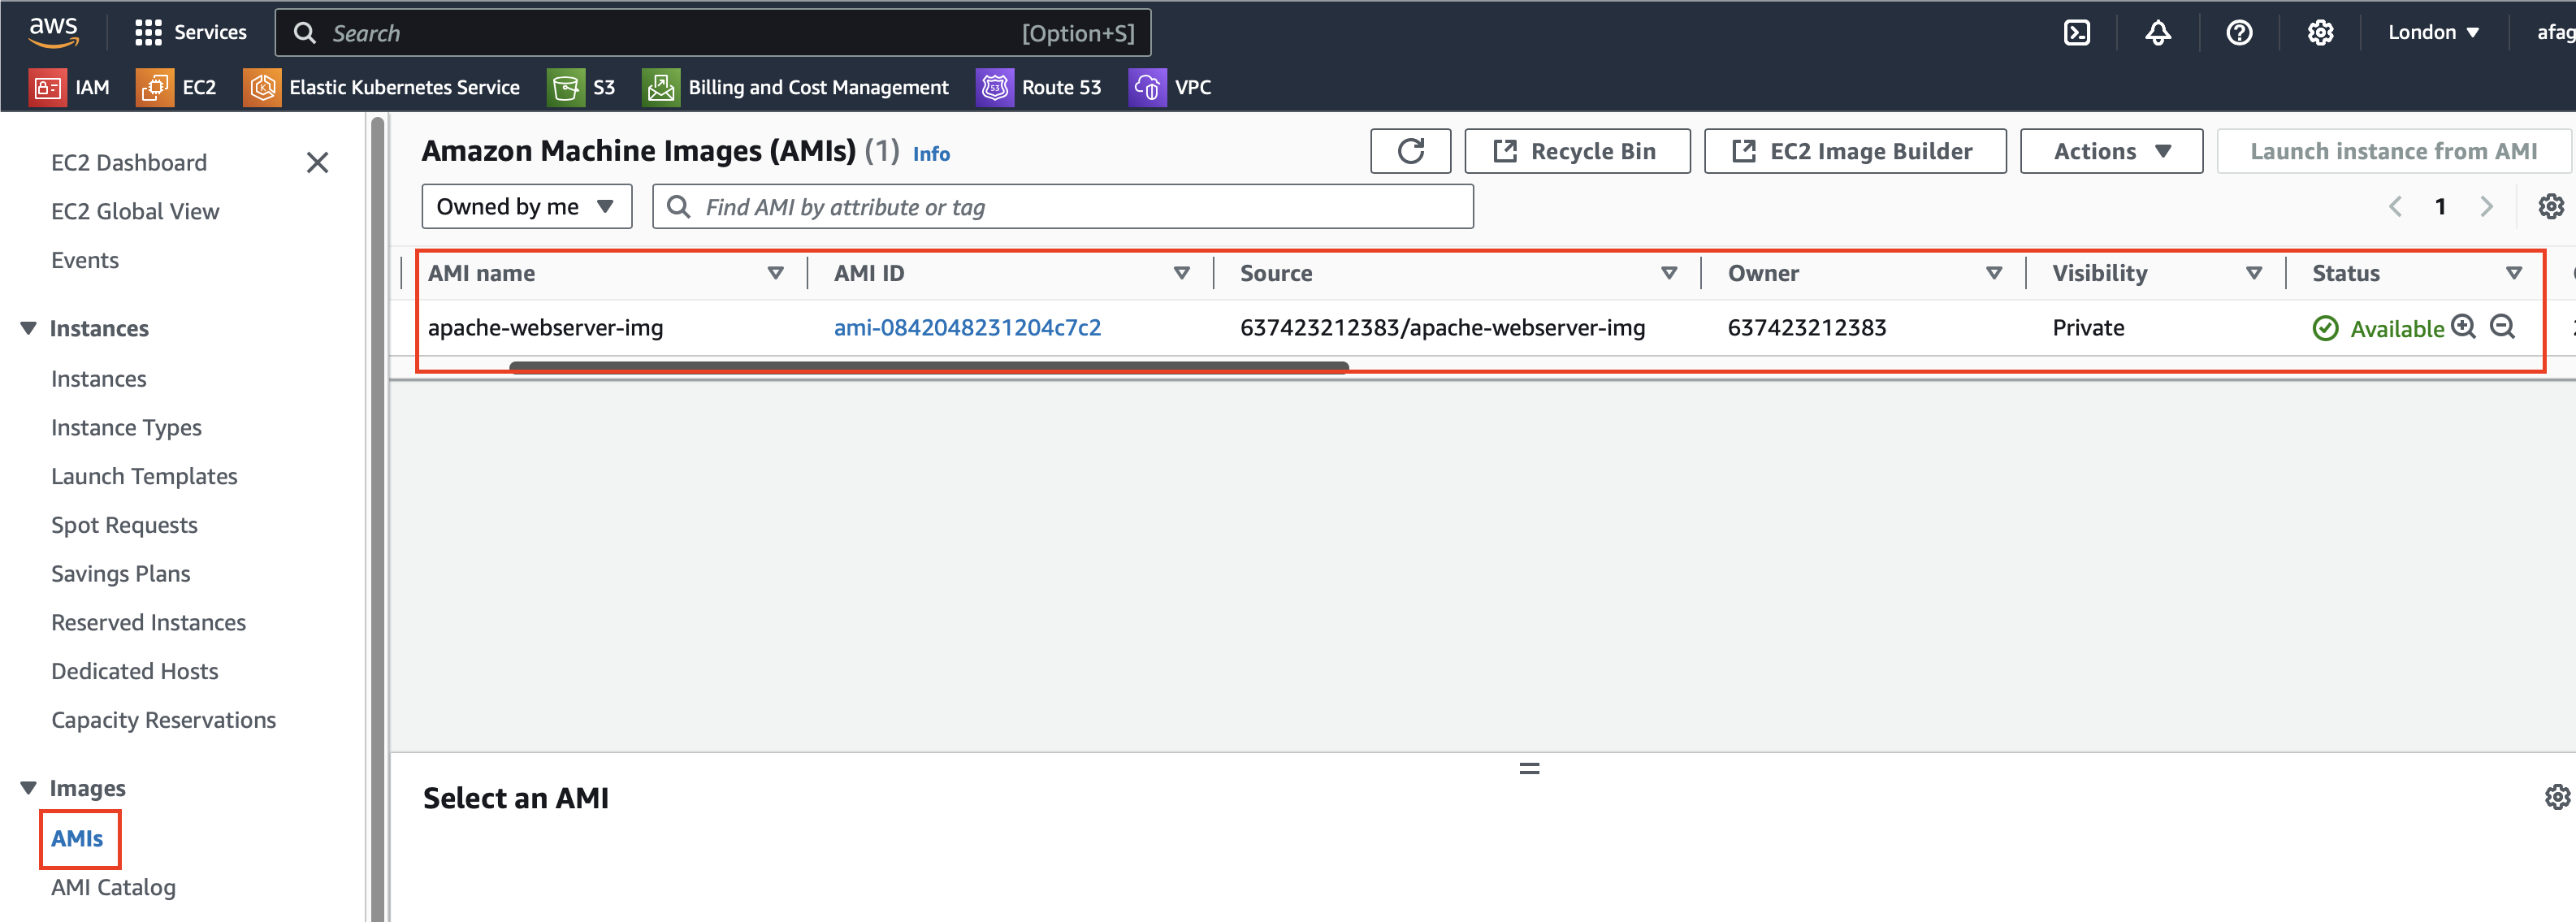 aws
Services
Search [Option+S]
London
afag
IAM EC2 Elastic Kubernetes Service S3 Billing and Cost Management Route 53 VPC
EC2 Dashboard
EC2 Global View
Events
Instances
Instances
Instance Types
Launch Templates
Spot Requests
Savings Plans
Reserved Instances
Dedicated Hosts
Capacity Reservations
Images
AMIs
AMI Catalog
Amazon Machine Images (AMIs) (1) Info
Recycle Bin EC2 Image Builder Actions Launch instance from AMI
Owned by me Find AMI by attribute or tag 1
AMI name AMI ID Source Owner Visibility Status
apache-webserver-img ami-0842048231204c7c2 637423212383/apache-webserver-img 637423212383 Private Available
Select an AMI